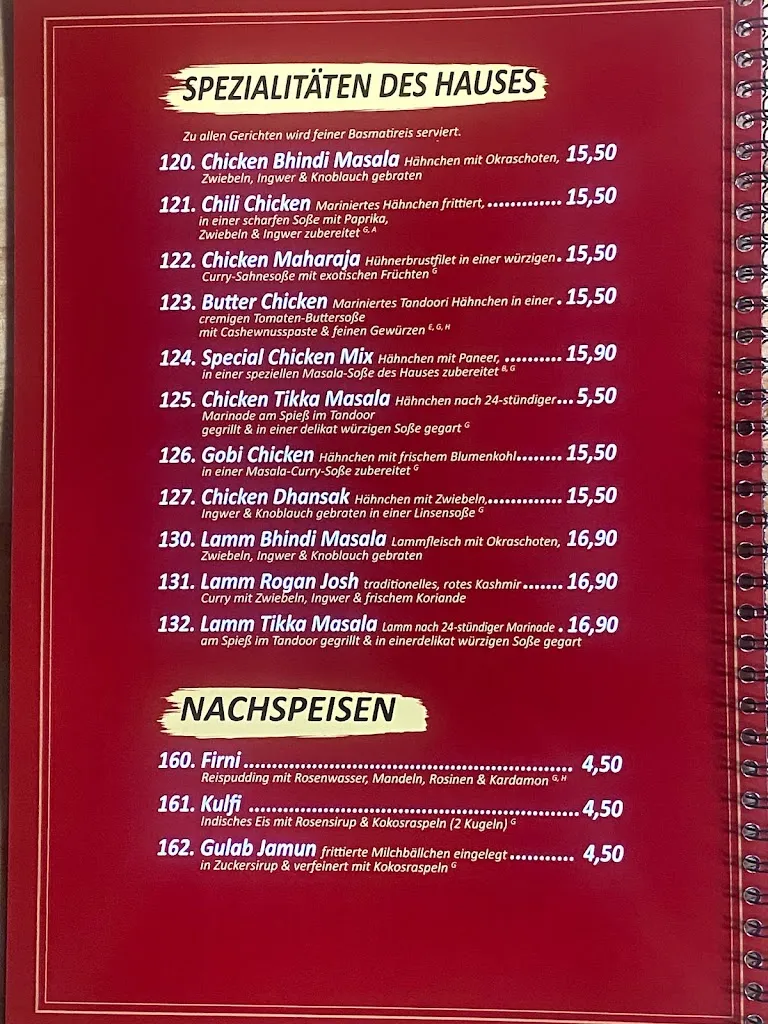 SPEZIALITÄTEN DES HAUSES
Zu allen Gerichten wird feiner Basmatireis serviert.
120. Chicken Bhindi Masala Hähnchen mit Okraschoten, 15,50
Zwiebeln, Ingwer & Knoblauch gebraten
121. Chili Chicken Mariniertes Hähnchen frittiert,............. 15,50
in einer scharfen Soße mit Paprika,
Zwiebeln & Ingwer zubereitet G, A
122. Chicken Maharaja Hühnerbrustfilet in einer würzigen. 15,50
Curry-Sahnesoße mit exotischen Früchten G
123. Butter Chicken Mariniertes Tandoori Hähnchen in einer . 15,50
cremigen Tomaten-Buttersoße
mit Cashewnusspaste & feinen Gewürzen E, G, H
124. Special Chicken Mix Hähnchen mit Paneer, .......... 15,90
in einer speziellen Masala-Soße des Hauses zubereitet B, G
125. Chicken Tikka Masala Hähnchen nach 24-stündiger... 5,50
Marinade am Spieß im Tandoor
gegrillt & in einer delikat würzigen Soße gegart G
126. Gobi Chicken Hähnchen mit frischem Blumenkohl........ 15,50
in einer Masala-Curry-Soße zubereitet G
127. Chicken Dhansak Hähnchen mit Zwiebeln,............. 15,50
Ingwer & Knoblauch gebraten in einer Linsensoße G
130. Lamm Bhindi Masala Lammfleisch mit Okraschoten, 16,90
Zwiebeln, Ingwer & Knoblauch gebraten
131. Lamm Rogan Josh traditionelles, rotes Kashmir....... 16,90
Curry mit Zwiebeln, Ingwer & frischem Koriande
132. Lamm Tikka Masala Lamm nach 24-stündiger Marinade . 16,90
am Spieß im Tandoor gegrillt & in einerdelikat würzigen Soße gegart
NACHSPEISEN
160. Firni......................................................... 4,50
Reispudding mit Rosenwasser, Mandeln, Rosinen & Kardamon G, H
161. Kulfi .........................................................4,50
Indisches Eis mit Rosensirup & Kokosraspeln (2 Kugeln) G
162. Gulab Jamun frittierte Milchbällchen eingelegt ........... 4,50
in Zuckersirup & verfeinert mit Kokosraspeln G